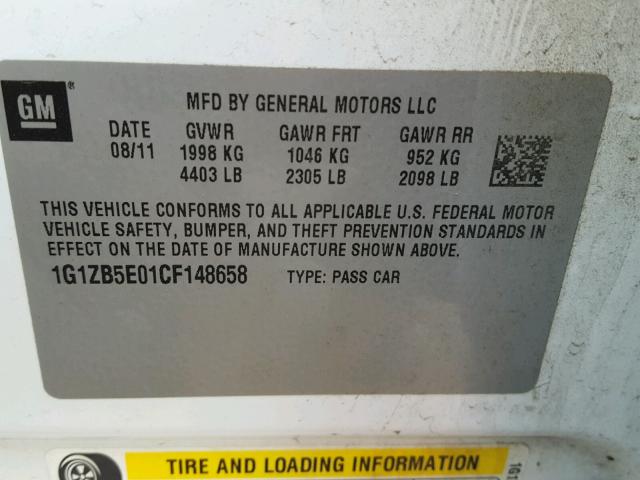 GM ®
MFD BY GENERAL MOTORS LLC
DATE GVWR GAWR FRT GAWR RR
08/11 1998 KG 1046 KG 952 KG
4403 LB 2305 LB 2098 LB
THIS VEHICLE CONFORMS TO ALL APPLICABLE U.S. FEDERAL MOTOR
VEHICLE SAFETY, BUMPER, AND THEFT PREVENTION STANDARDS IN
EFFECT ON THE DATE OF MANUFACTURE SHOWN ABOVE.
1G1ZB5E01CF148658 TYPE: PASS CAR
TIRE AND LOADING INFORMATION
1G1